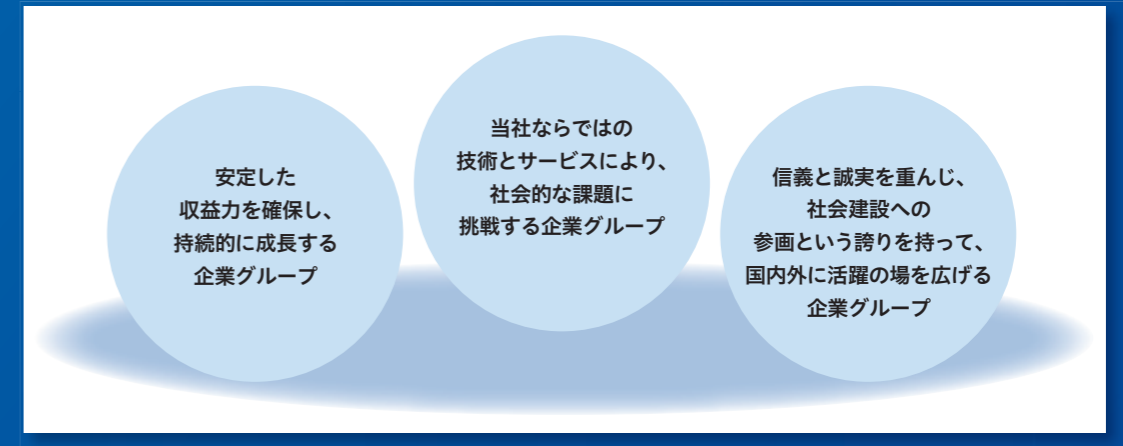 安定した
収益力を確保し、
持続的に成長する
企業グループ
当社ならではの
技術とサービスにより、
社会的な課題に
挑戦する企業グループ
信義と誠実を重んじ、
社会建設への
参画という誇りを持って、
国内外に活躍の場を広げる
企業グループ